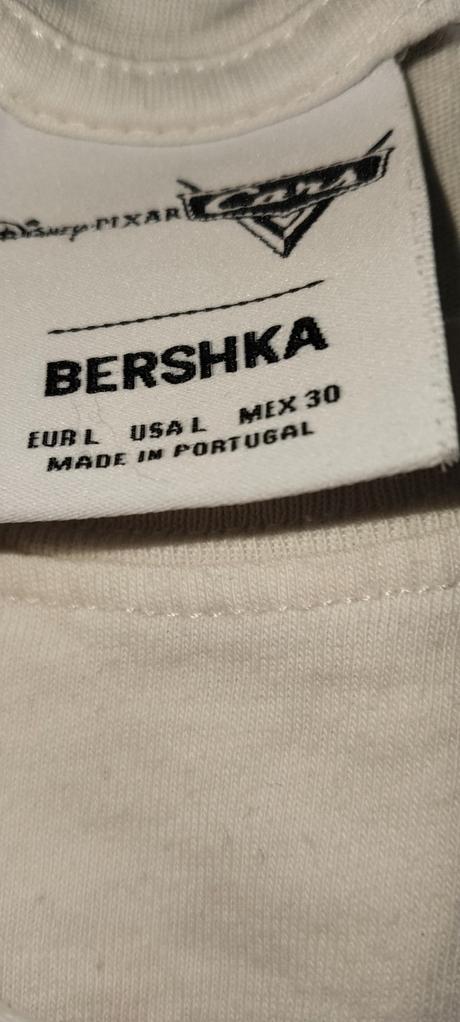 Disney·PIXAR Cars
BERSHKA
EUR L USA L MEX 30
MADE IN PORTUGAL